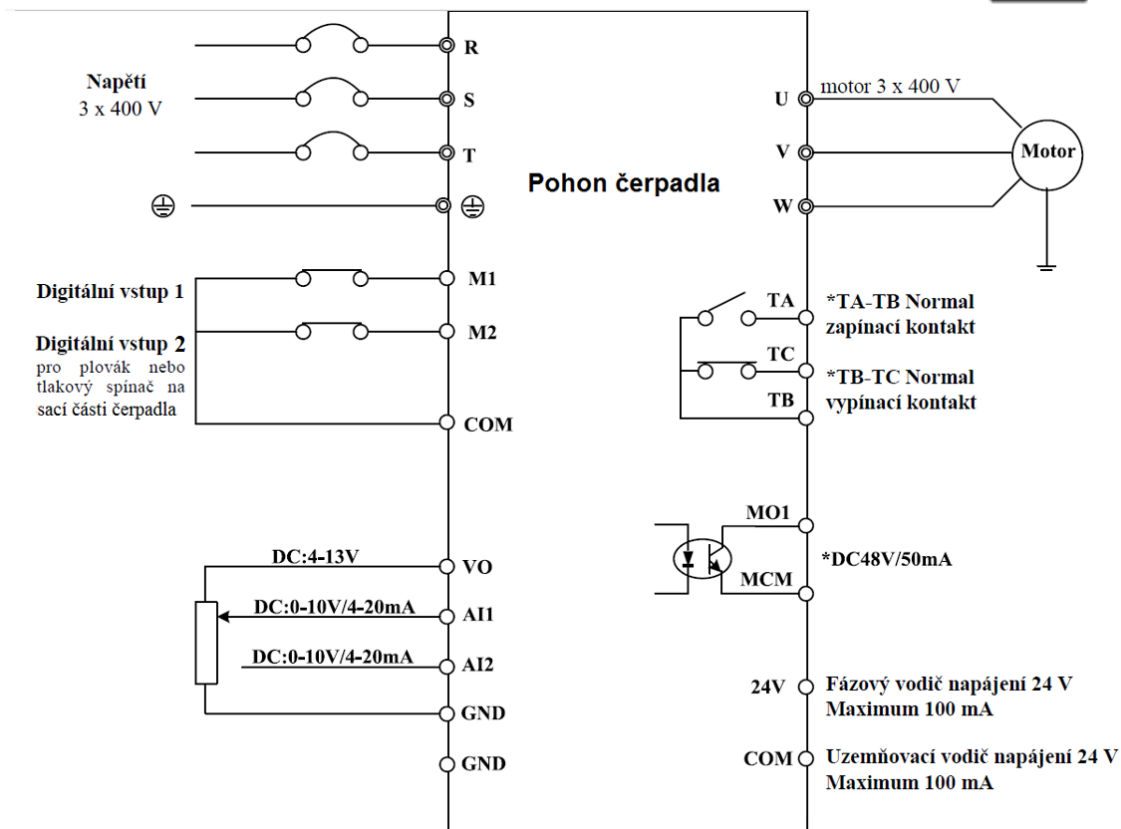 Napětí
3 x 400 V
R
S
T
Pohon čerpadla
U
motor 3 x 400 V
V
W
Motor
Digitální vstup 1
M1
Digitální vstup 2
pro plovák nebo
tlakový spínač na
sací části čerpadla
M2
COM
TA
*TA-TB Normal
zapínací kontakt
TC
*TB-TC Normal
vypínací kontakt
TB
DC:4-13V
VO
DC:0-10V/4-20mA
AI1
DC:0-10V/4-20mA
AI2
GND
GND
MO1
*DC48V/50mA
MCM
24V
Fázový vodič napájení 24 V
Maximum 100 mA
COM
Uzemňovací vodič napájení 24 V
Maximum 100 mA